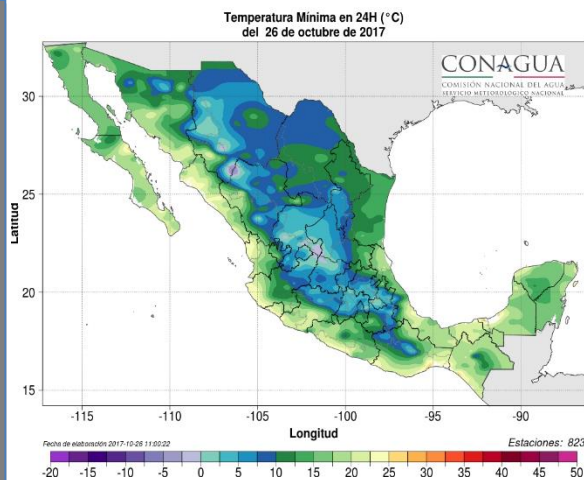 Temperatura Mínima en 24H (°C)
del 26 de octubre de 2017
CONAGUA
COMISIÓN NACIONAL DEL AGUA
SERVICIO METEOROLÓGICO NACIONAL
Latitud
30
25
20
15
-115 -110 -105 -100 -95 -90
Longitud
Fecha de elaboración 2017-10-26 11:00:22
Estaciones: 823
-20 -15 -10 -5 0 5 10 15 20 25 30 35 40 45 50